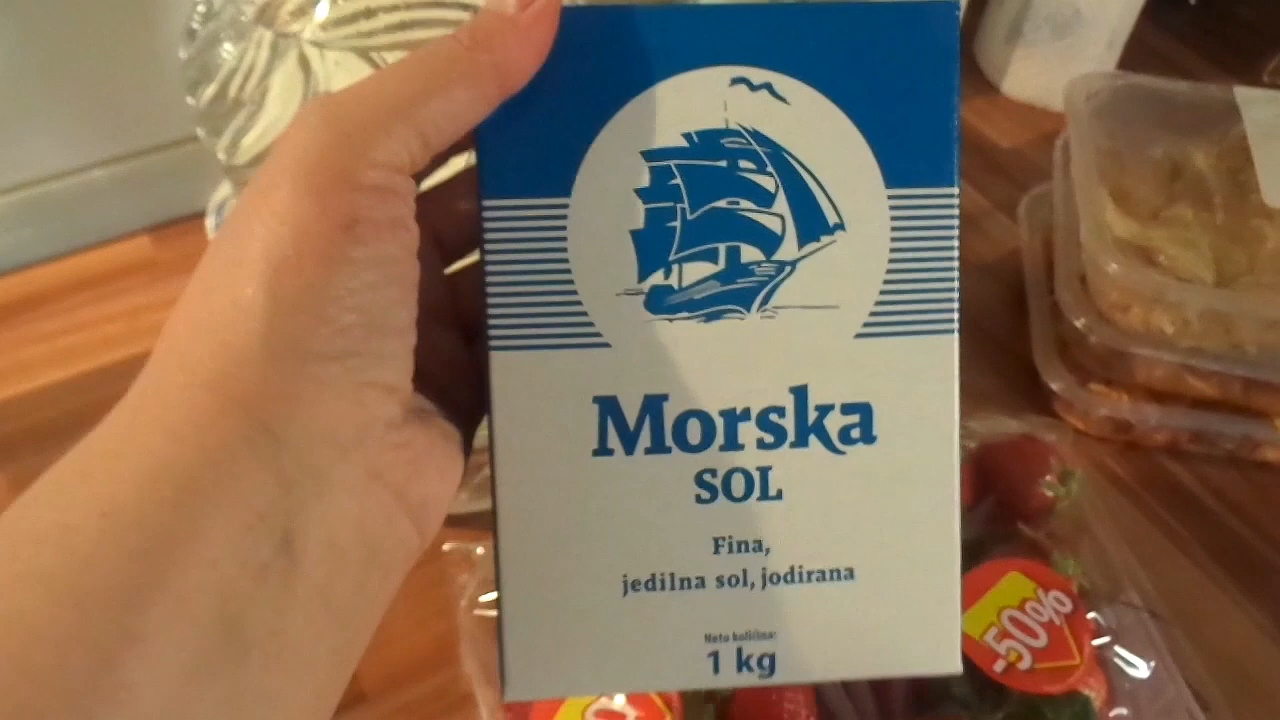 Morska
SOL
Fina,
jedilna sol, jodirana
Neto količina:
1 kg
-50%